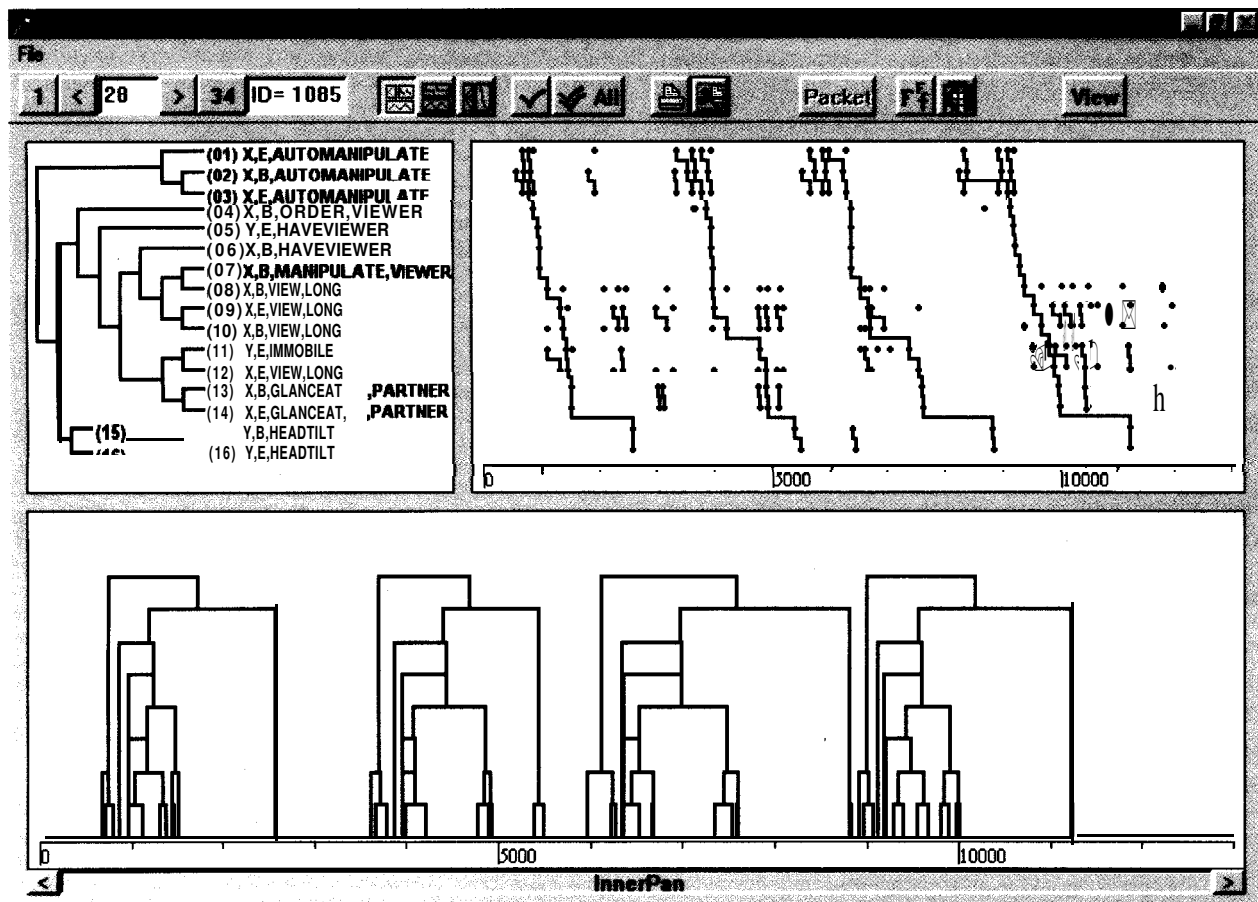 File
1 < 28 > 34 ID= 1085 All Packet View
(01) X,E,AUTOMANIPULATE
(02) X,B,AUTOMANIPULATE
(03) X,E,AUTOMANIPULATE
(04) X,B,ORDER,VIEWER
(05) Y,E,HAVEVIEWER
(06) X,B,HAVEVIEWER
(07) X,B,MANIPULATE,VIEWER
(08) X,B,VIEW,LONG
(09) X,E,VIEW,LONG
(10) X,B,VIEW,LONG
(11) Y,E,IMMOBILE
(12) X,E,VIEW,LONG
(13) X,B,GLANCEAT ,PARTNER
(14) X,E,GLANCEAT, ,PARTNER
(15) Y,B,HEADTILT
(16) Y,E,HEADTILT
h
0 5000 10000
0 5000 10000
< InnerPan >